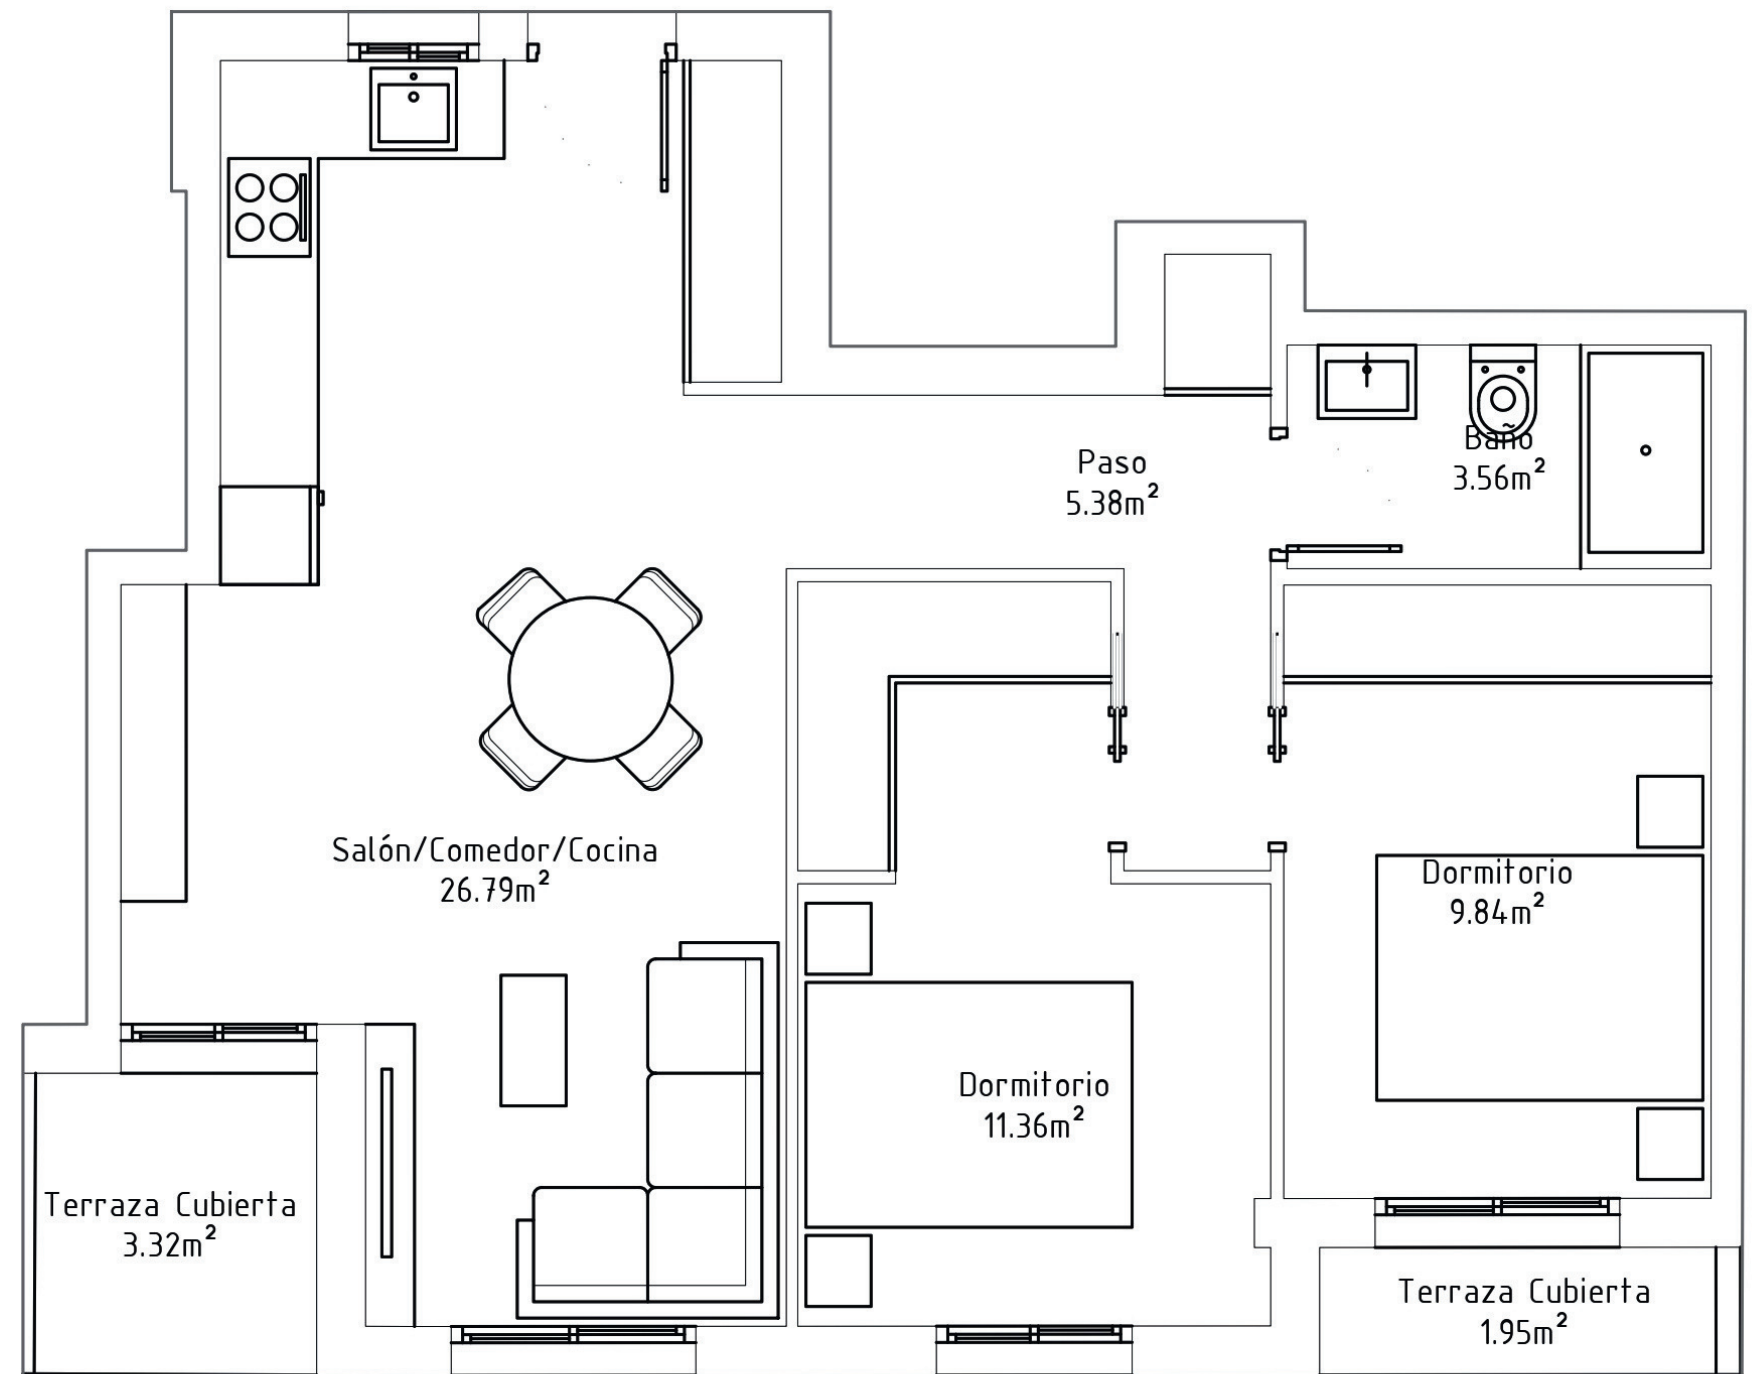 Paso
5.38m²
Baño
3.56m²
Salón/Comedor/Cocina
26.79m²
Dormitorio
9.84m²
Dormitorio
11.36m²
Terraza Cubierta
3.32m²
Terraza Cubierta
1.95m²